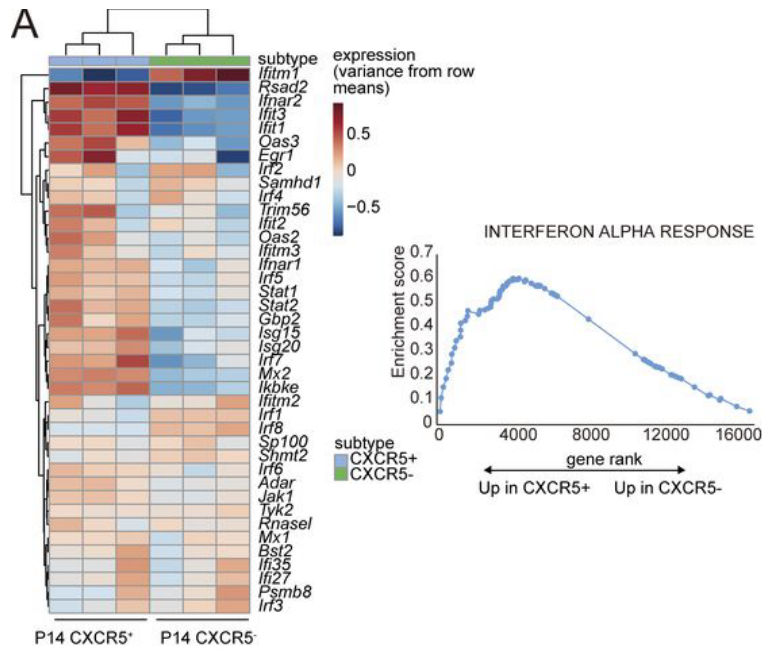 A
subtype
expression
(variance from row
means)
0.5
0
−0.5
Ifitm1
Rsad2
Ifnar2
Ifit3
Ifit1
Oas3
Egr1
Irf2
Samhd1
Irf4
Trim56
Ifit2
Oas2
Ifitm3
Ifnar1
Irf5
Stat1
Stat2
Gbp2
Isg15
Isg20
Irf7
Mx2
Ikbke
Ifitm2
Irf1
Irf8
Sp100
Shmt2
Irf6
Adar
Jak1
Tyk2
Rnasel
Mx1
Bst2
Ifi35
Ifi27
Psmb8
Irf3
P14 CXCR5⁺ P14 CXCR5⁻
subtype
CXCR5+
CXCR5-
INTERFERON ALPHA RESPONSE
Enrichment score
0.7
0.6
0.5
0.4
0.3
0.2
0.1
0
0 4000 8000 12000 16000
gene rank
Up in CXCR5+ Up in CXCR5-